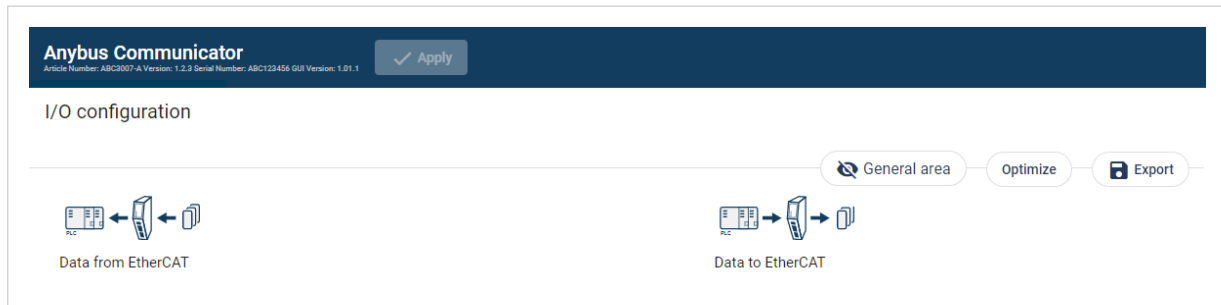 Anybus Communicator
Article Number: ABC3007-A Version: 1.2.3 Serial Number: ABC123456 GUI Version: 1.01.1
Apply
I/O configuration
General area
Optimize
Export
PLC
PLC
Data from EtherCAT
Data to EtherCAT